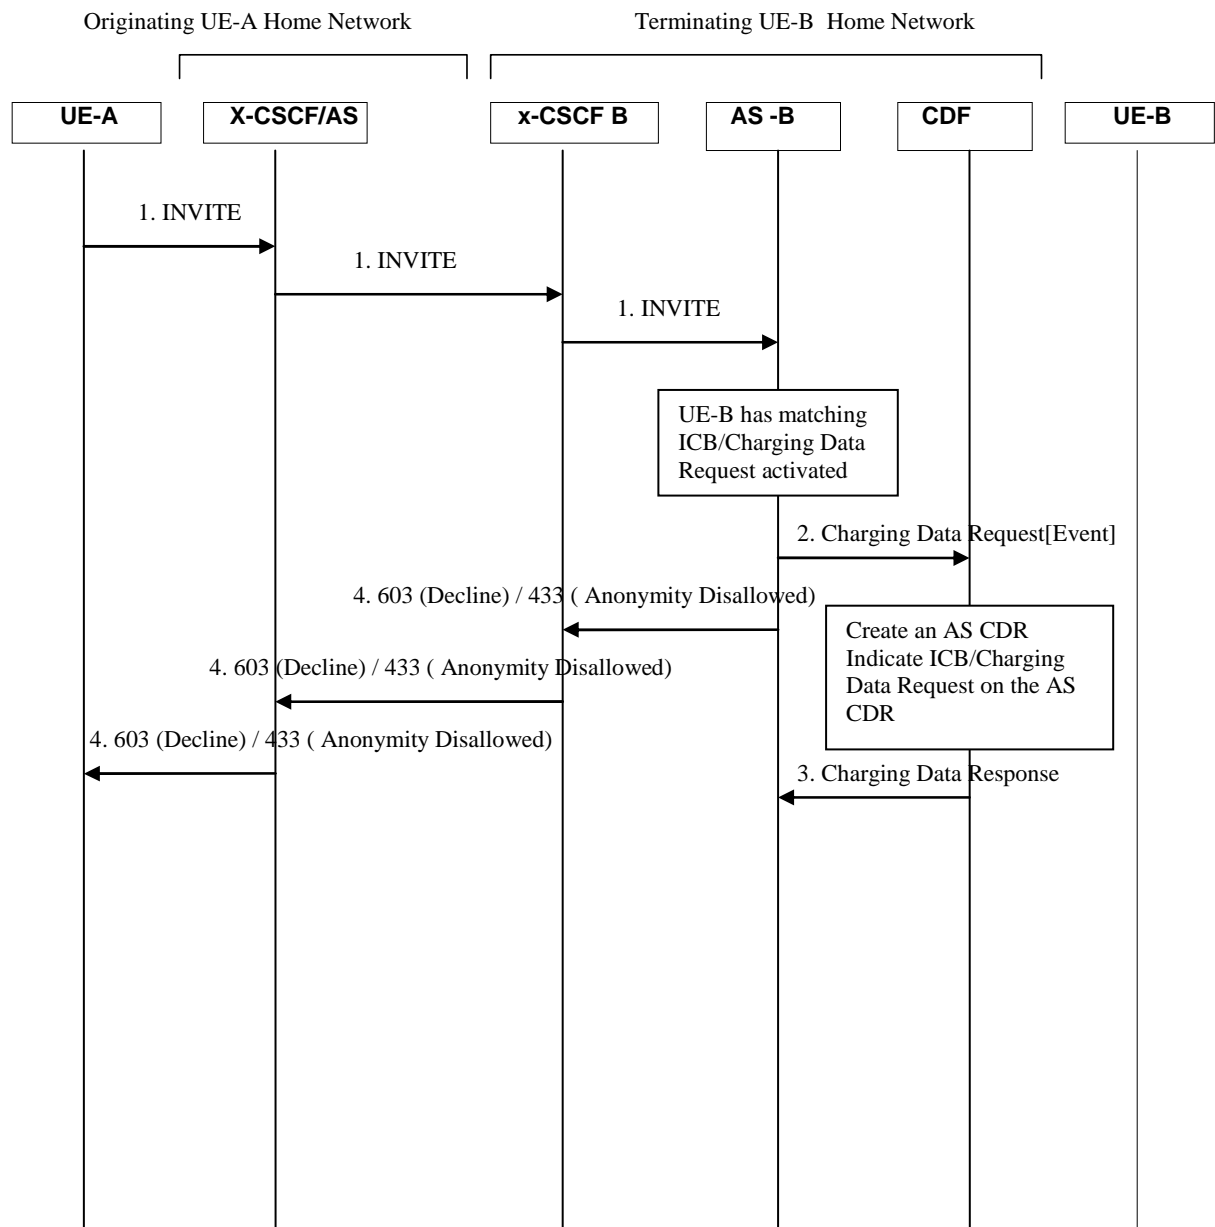 Originating UE-A Home Network
Terminating UE-B Home Network
UE-A
X-CSCF/AS
x-CSCF B
AS -B
CDF
UE-B
1. INVITE
1. INVITE
1. INVITE
UE-B has matching
ICB/Charging Data
Request activated
2. Charging Data Request[Event]
4. 603 (Decline) / 433 ( Anonymity Disallowed)
Create an AS CDR
Indicate ICB/Charging
Data Request on the AS
CDR
4. 603 (Decline) / 433 ( Anonymity Disallowed)
4. 603 (Decline) / 433 ( Anonymity Disallowed)
3. Charging Data Response